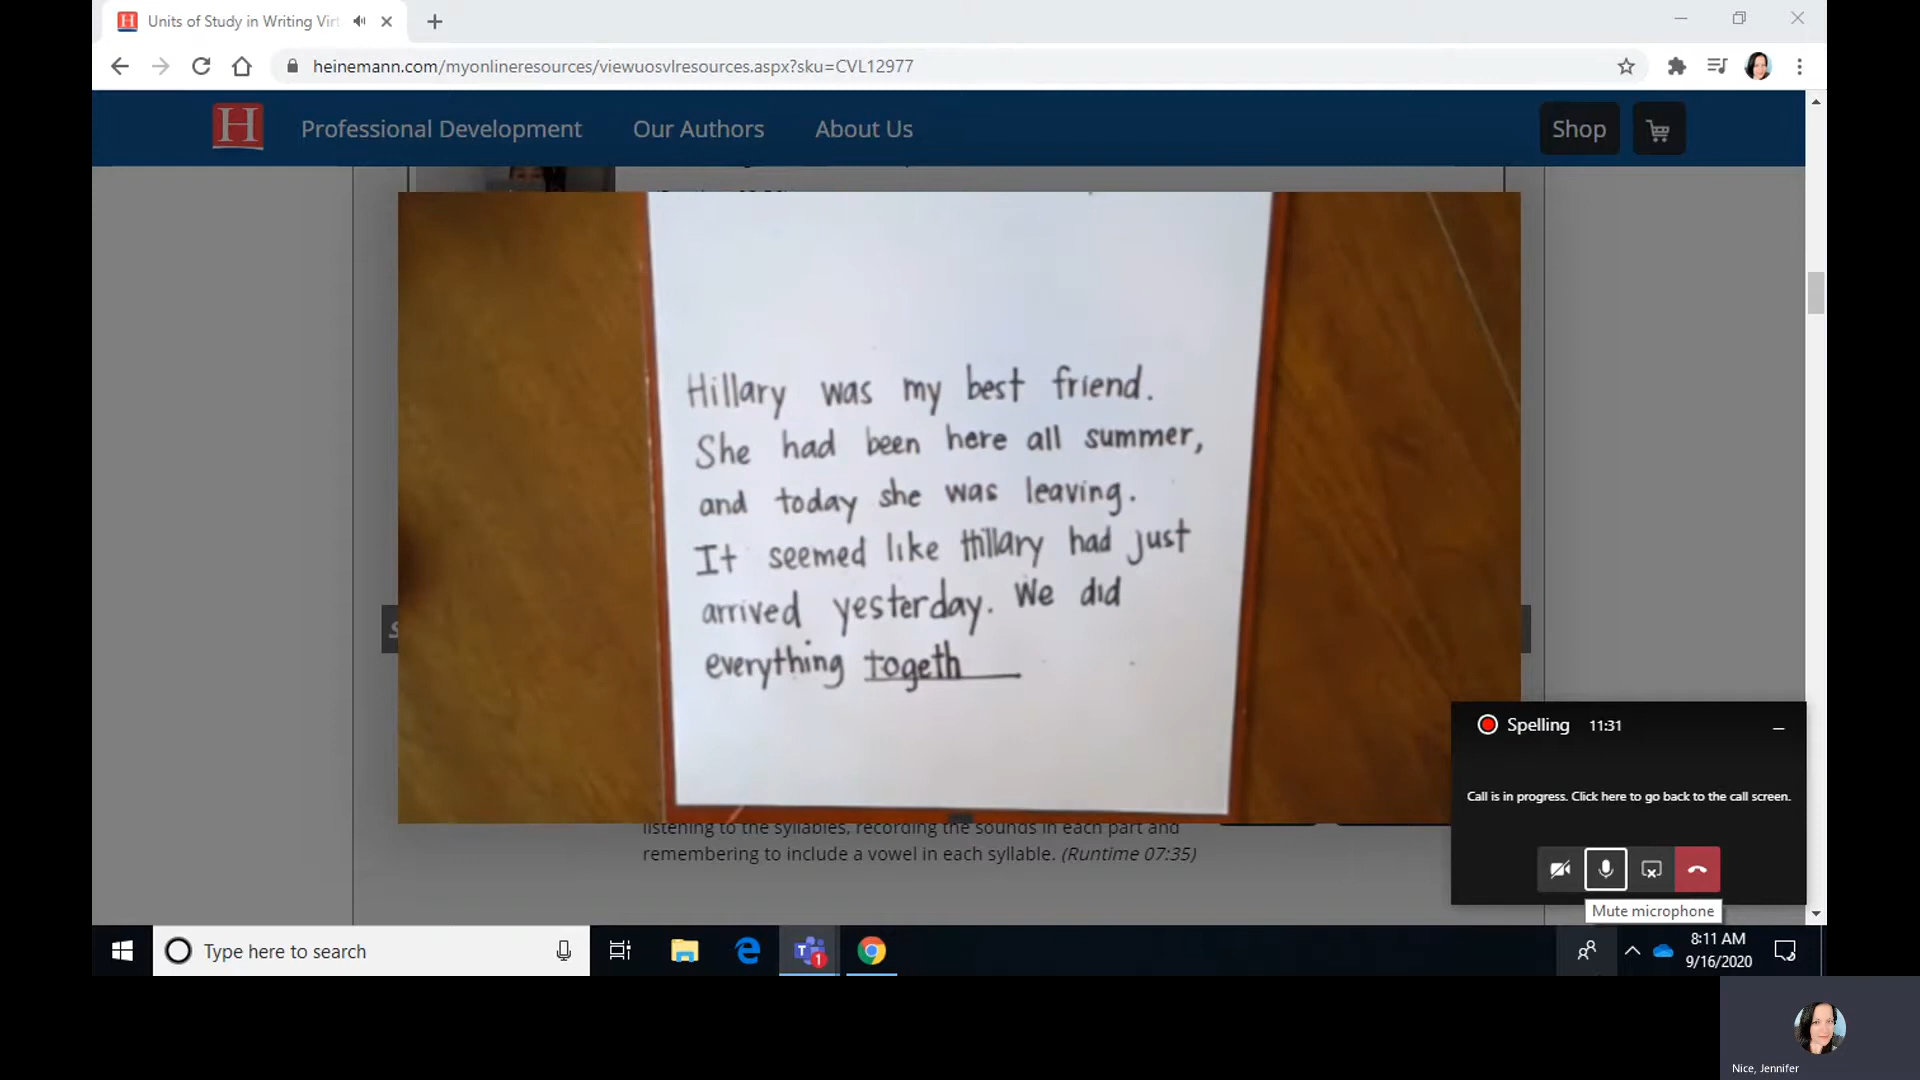 Units of Study in Writing Virt
heinemann.com/myonlineresources/viewuosvlresources.aspx?sku=CVL12977
H Professional Development Our Authors About Us Shop
Hillary was my best friend.
She had been here all summer,
and today she was leaving.
It seemed like Hillary had just
arrived yesterday. We did
everything togeth
Spelling 11:31
Call is in progress. Click here to go back to the call screen.
Mute microphone
listening to the syllables, recording the sounds in each part and
remembering to include a vowel in each syllable. (Runtime 07:35)
Type here to search
8:11 AM
9/16/2020
Nice, Jennifer